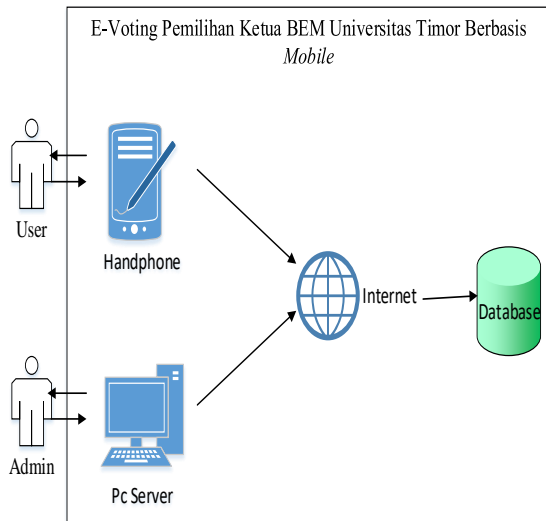 E-Voting Pemilihan Ketua BEM Universitas Timor Berbasis
Mobile
User
Handphone
Internet
Database
Admin
Pc Server